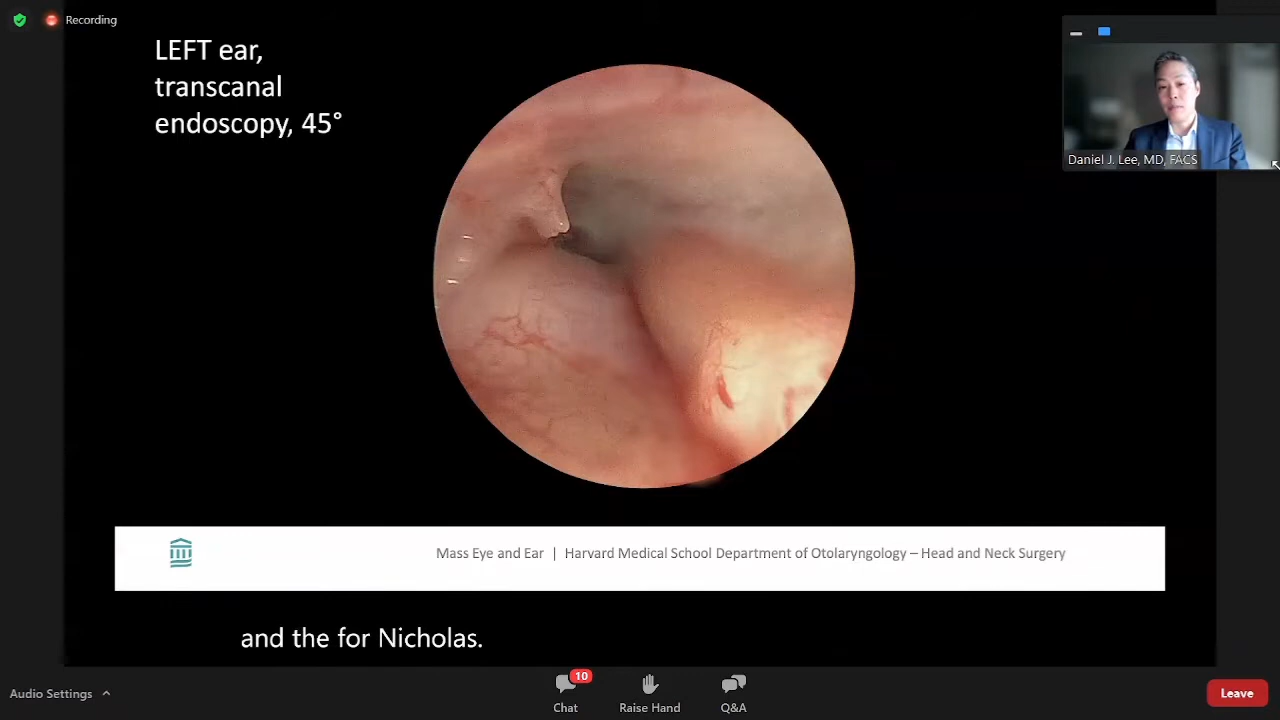 Recording
LEFT ear,
transcanal
endoscopy, 45°
Daniel J. Lee, MD, FACS
Mass Eye and Ear | Harvard Medical School Department of Otolaryngology – Head and Neck Surgery
and the for Nicholas.
Audio Settings
10
Chat
Raise Hand
Q&A
Leave